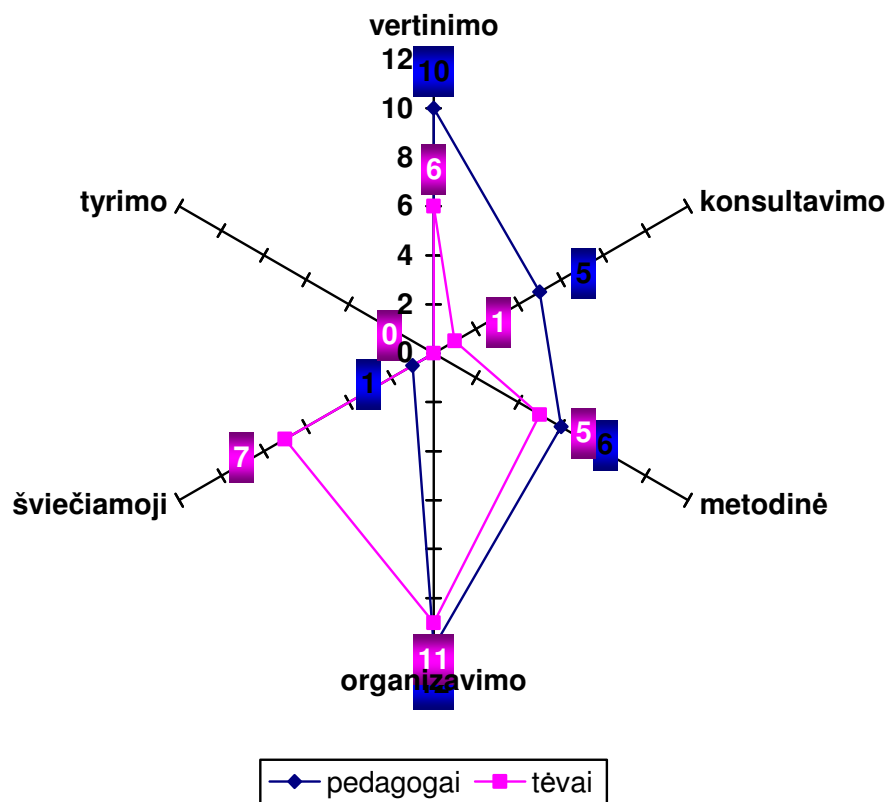 vertinimo
12
10
10
8
6
6
tyrimo
konsultavimo
4
5
2
1
0
0
1
5
6
7
šviečiamoji
metodinė
11
organizavimo
pedagogai
tėvai